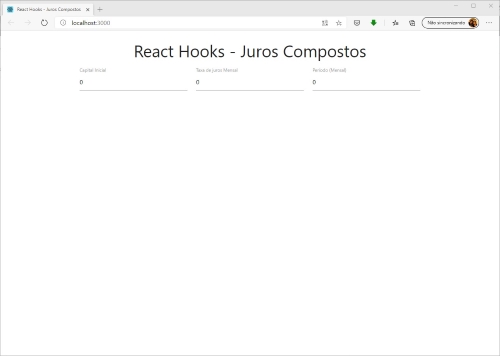 React Hooks - Juros Compostos
localhost:3000
Não sincronizando
React Hooks - Juros Compostos
Capital Inicial
Taxa de juros Mensal
Período (Mensal)
0
0
0